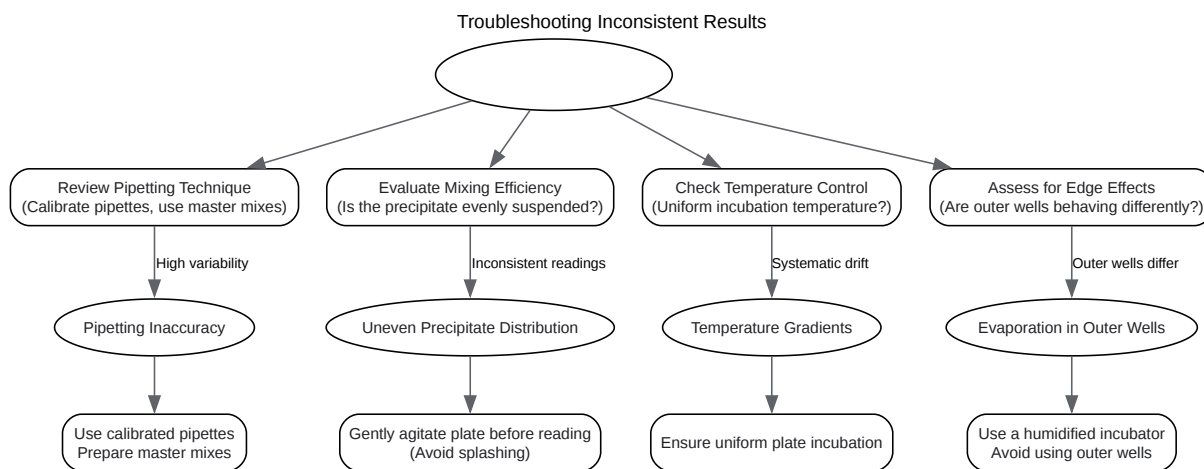 Troubleshooting Inconsistent Results
Review Pipetting Technique
(Calibrate pipettes, use master mixes)
Evaluate Mixing Efficiency
(Is the precipitate evenly suspended?)
Check Temperature Control
(Uniform incubation temperature?)
Assess for Edge Effects
(Are outer wells behaving differently?)
High variability
Inconsistent readings
Systematic drift
Outer wells differ
Pipetting Inaccuracy
Uneven Precipitate Distribution
Temperature Gradients
Evaporation in Outer Wells
Use calibrated pipettes
Prepare master mixes
Gently agitate plate before reading
(Avoid splashing)
Ensure uniform plate incubation
Use a humidified incubator
Avoid using outer wells